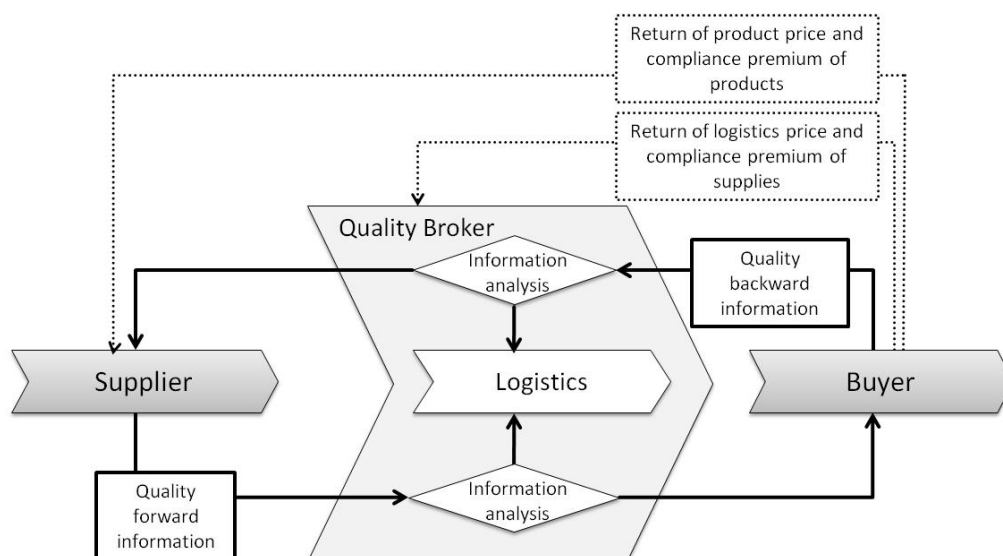 Return of product price and
compliance premium of
products
Return of logistics price and
compliance premium of
supplies
Quality Broker
Information
analysis
Quality
backward
information
Supplier
Logistics
Buyer
Quality
forward
information
Information
analysis